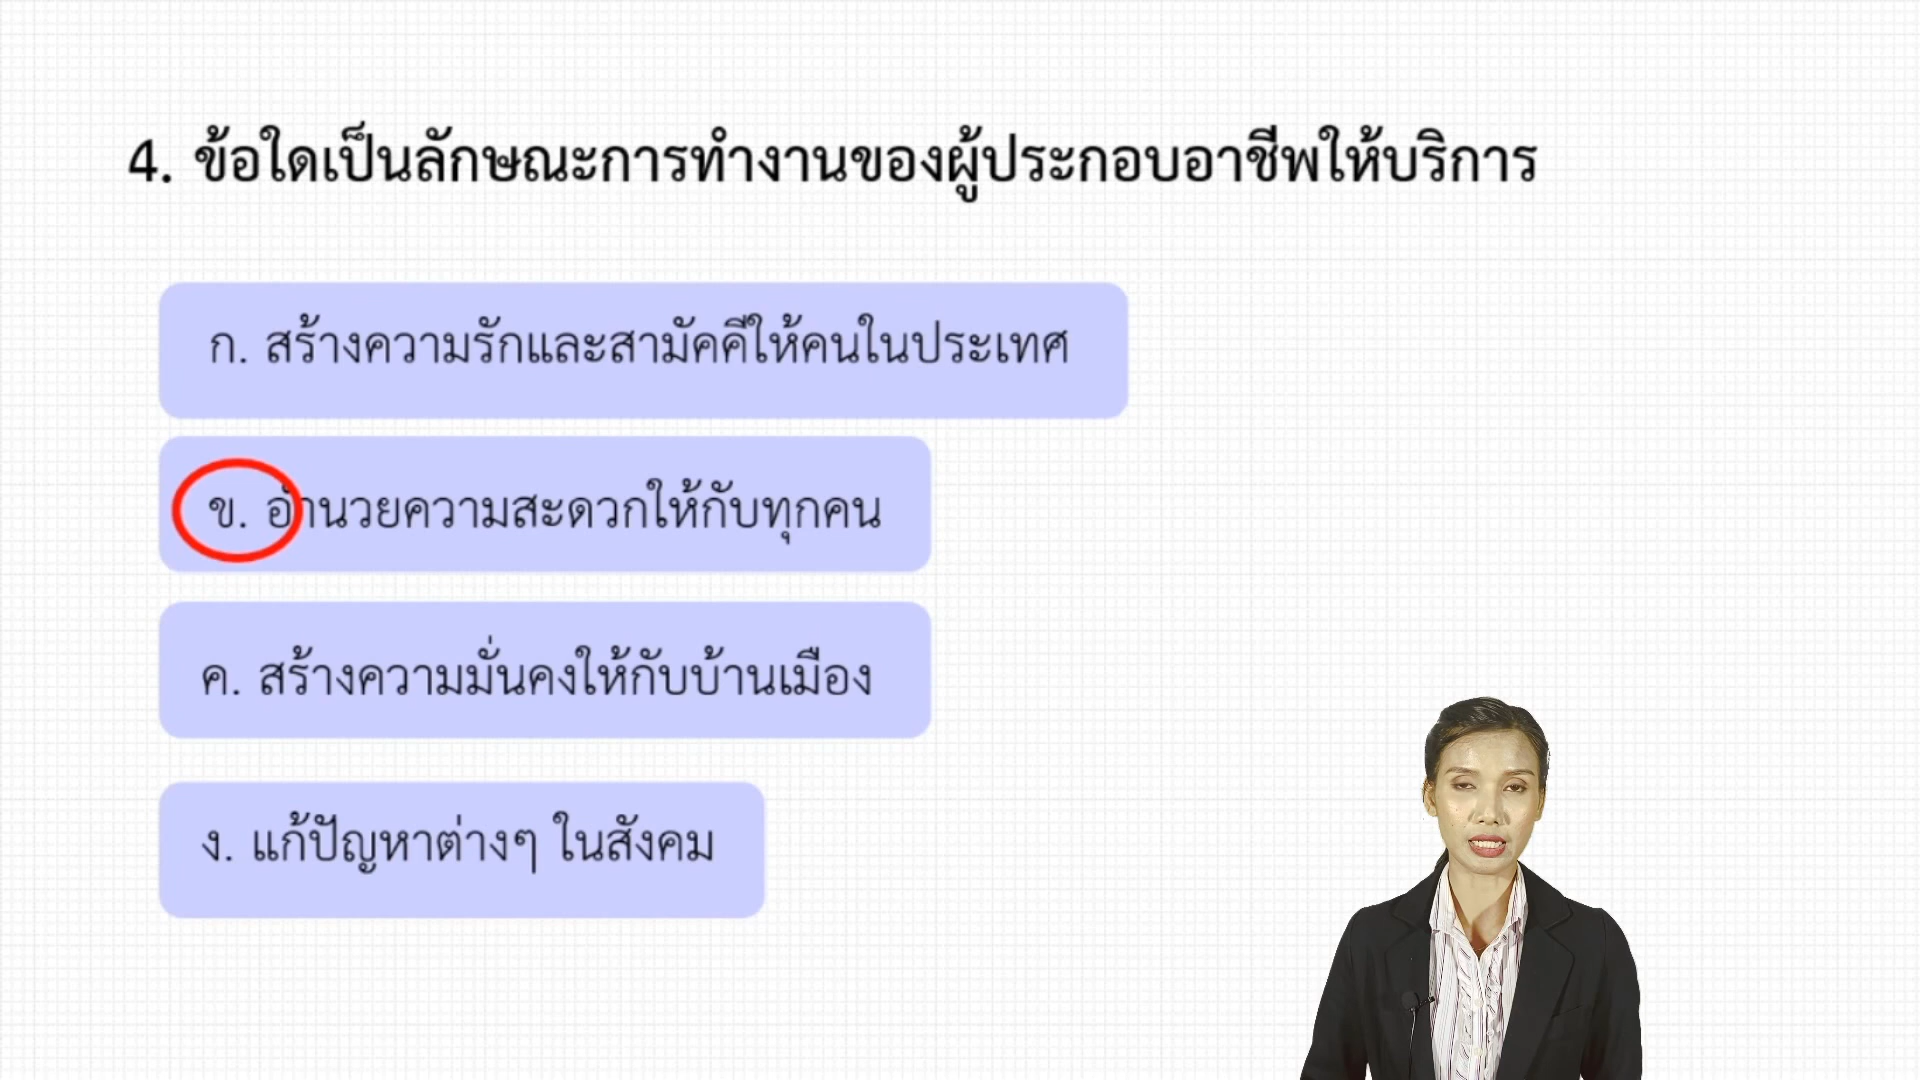 4. ข้อใดเป็นลักษณะการทำงานของผู้ประกอบอาชีพให้บริการ
ก. สร้างความรักและสามัคคีให้คนในประเทศ
ข. อำนวยความสะดวกให้กับทุกคน
ค. สร้างความมั่นคงให้กับบ้านเมือง
ง. แก้ปัญหาต่างๆ ในสังคม